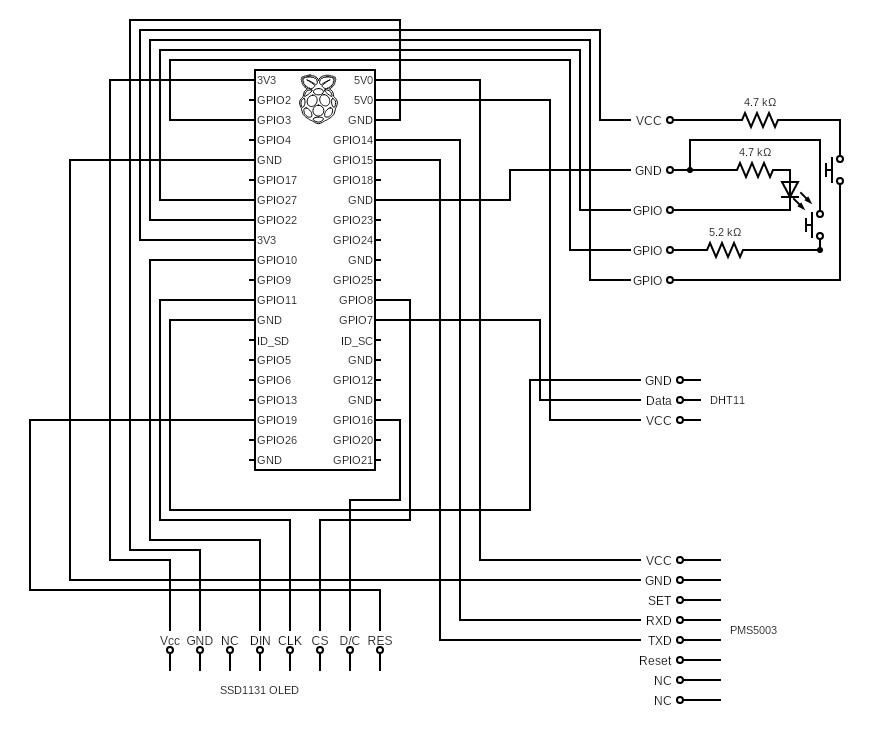 3V3 5V0
GPIO2 5V0
GPIO3 GND
GPIO4 GPIO14
GND GPIO15
GPIO17 GPIO18
GPIO27 GND
GPIO22 GPIO23
3V3 GPIO24
GPIO10 GND
GPIO9 GPIO25
GPIO11 GPIO8
GND GPIO7
ID_SD ID_SC
GPIO5 GND
GPIO6 GPIO12
GPIO13 GND
GPIO19 GPIO16
GPIO26 GPIO20
GND GPIO21
4.7 kΩ
VCC
4.7 kΩ
GND
GPIO
5.2 kΩ
GPIO
GPIO
GND
Data DHT11
VCC
VCC
GND
SET
RXD
PMS5003
TXD
Reset
NC
NC
Vcc GND NC DIN CLK CS D/C RES
SSD1131 OLED